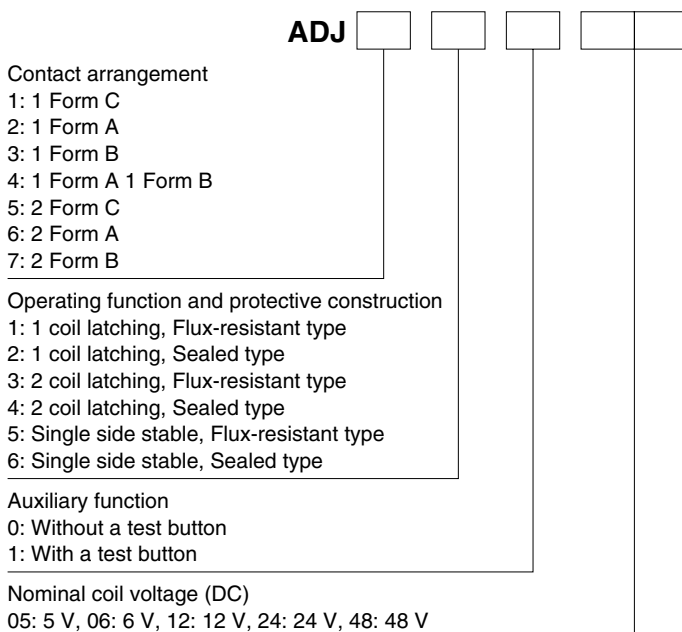 ADJ
Contact arrangement
1: 1 Form C
2: 1 Form A
3: 1 Form B
4: 1 Form A 1 Form B
5: 2 Form C
6: 2 Form A
7: 2 Form B
Operating function and protective construction
1: 1 coil latching, Flux-resistant type
2: 1 coil latching, Sealed type
3: 2 coil latching, Flux-resistant type
4: 2 coil latching, Sealed type
5: Single side stable, Flux-resistant type
6: Single side stable, Sealed type
Auxiliary function
0: Without a test button
1: With a test button
Nominal coil voltage (DC)
05: 5 V, 06: 6 V, 12: 12 V, 24: 24 V, 48: 48 V